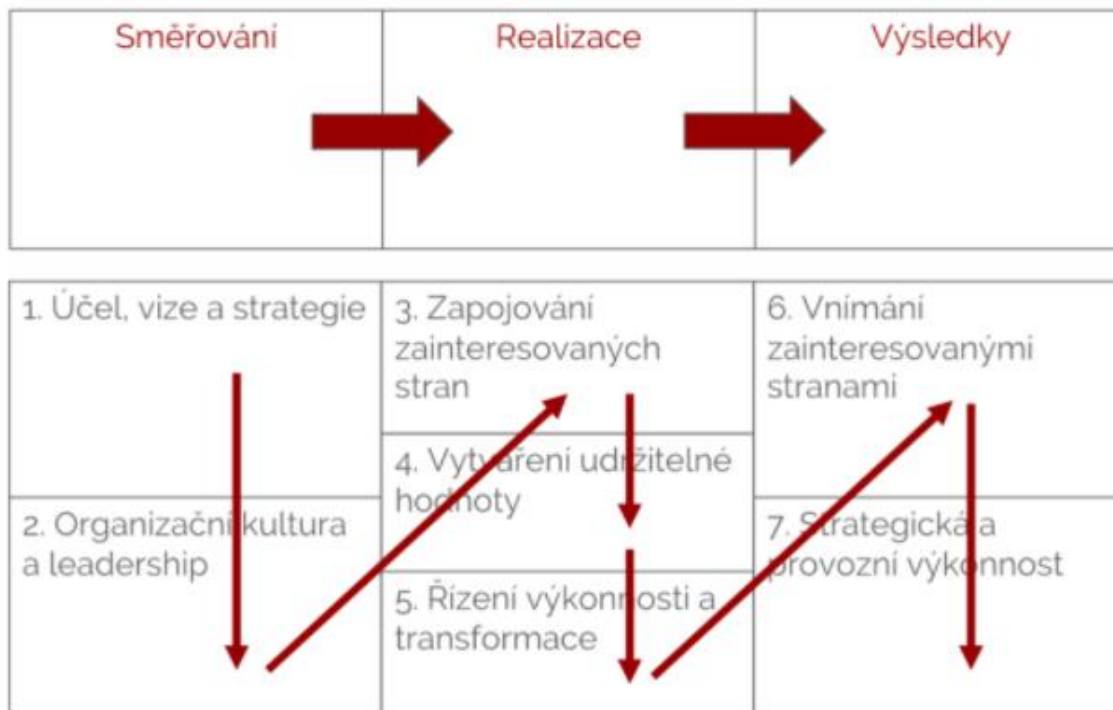 Směřování
Realizace
Výsledky
1. Účel, vize a strategie
2. Organizační kultura
a leadership
3. Zapojování
zainteresovaných
stran
4. Vytváření udržitelné
hodnoty
5. Řízení výkonnosti a
transformace
6. Vnímání
zainteresovanými
stranami
7. Strategická a
provozní výkonnost